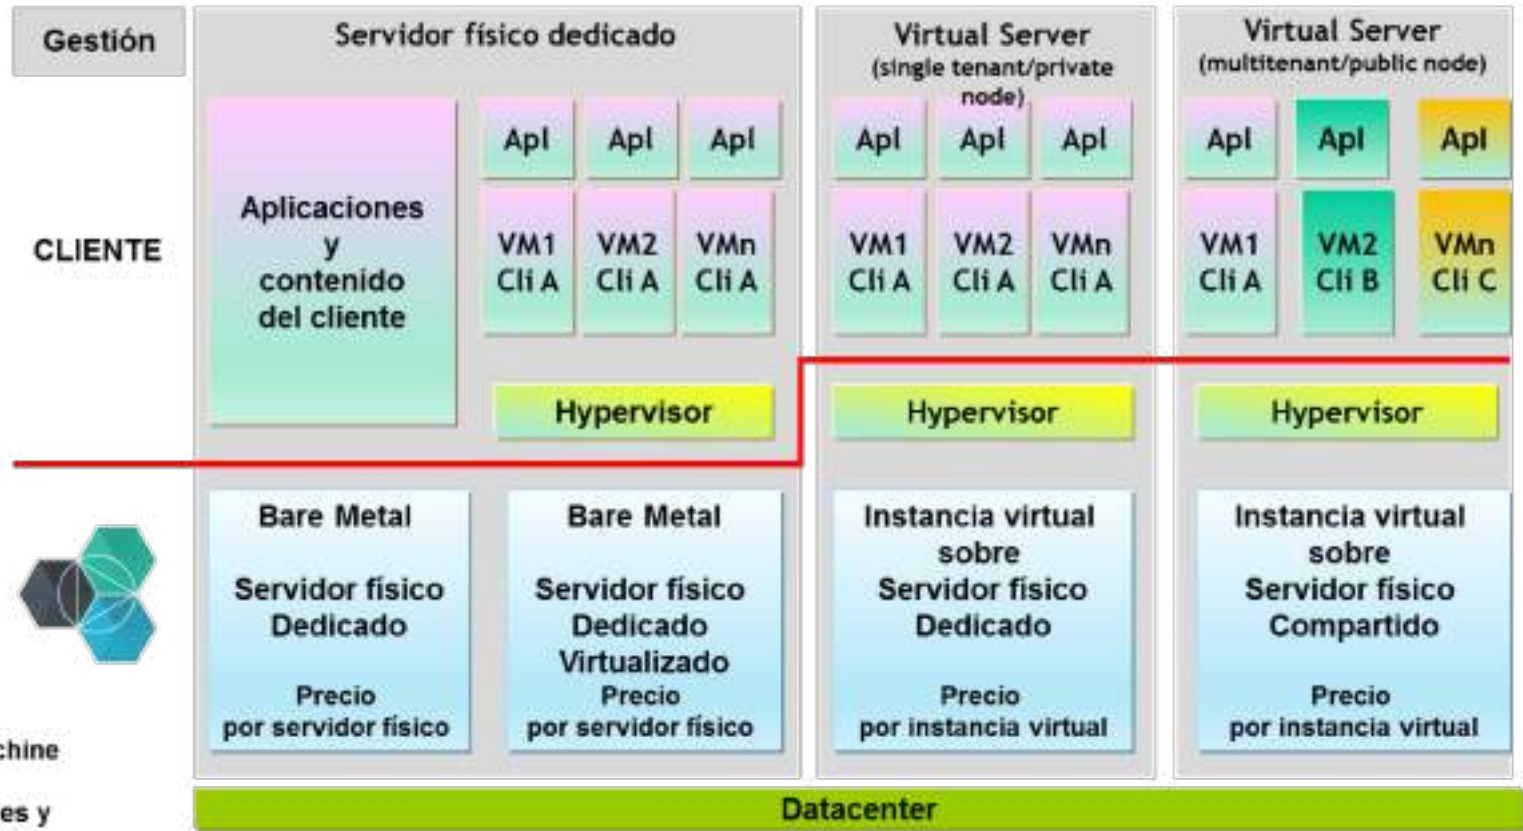 Gestión
Servidor físico dedicado
Virtual Server
(single tenant/private
node)
Virtual Server
(multitenant/public node)
CLIENTE
Aplicaciones
y
contenido
del cliente
Apl
Apl
Apl
VM1
Cli A
VM2
Cli A
VMn
Cli A
Hypervisor
Apl
Apl
Apl
VM1
Cli A
VM2
Cli A
VMn
Cli A
Hypervisor
Apl
Apl
Apl
VM1
Cli A
VM2
Cli B
VMn
Cli C
Hypervisor
Bare Metal
Servidor físico
Dedicado
Precio
por servidor físico
Bare Metal
Servidor físico
Dedicado
Virtualizado
Precio
por servidor físico
Instancia virtual
sobre
Servidor físico
Dedicado
Precio
por instancia virtual
Instancia virtual
sobre
Servidor físico
Compartido
Precio
por instancia virtual
chine
es y
Datacenter